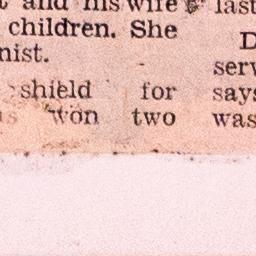 and his wife
children. She
nist.
shield for
won two
last
D
serv
says
was